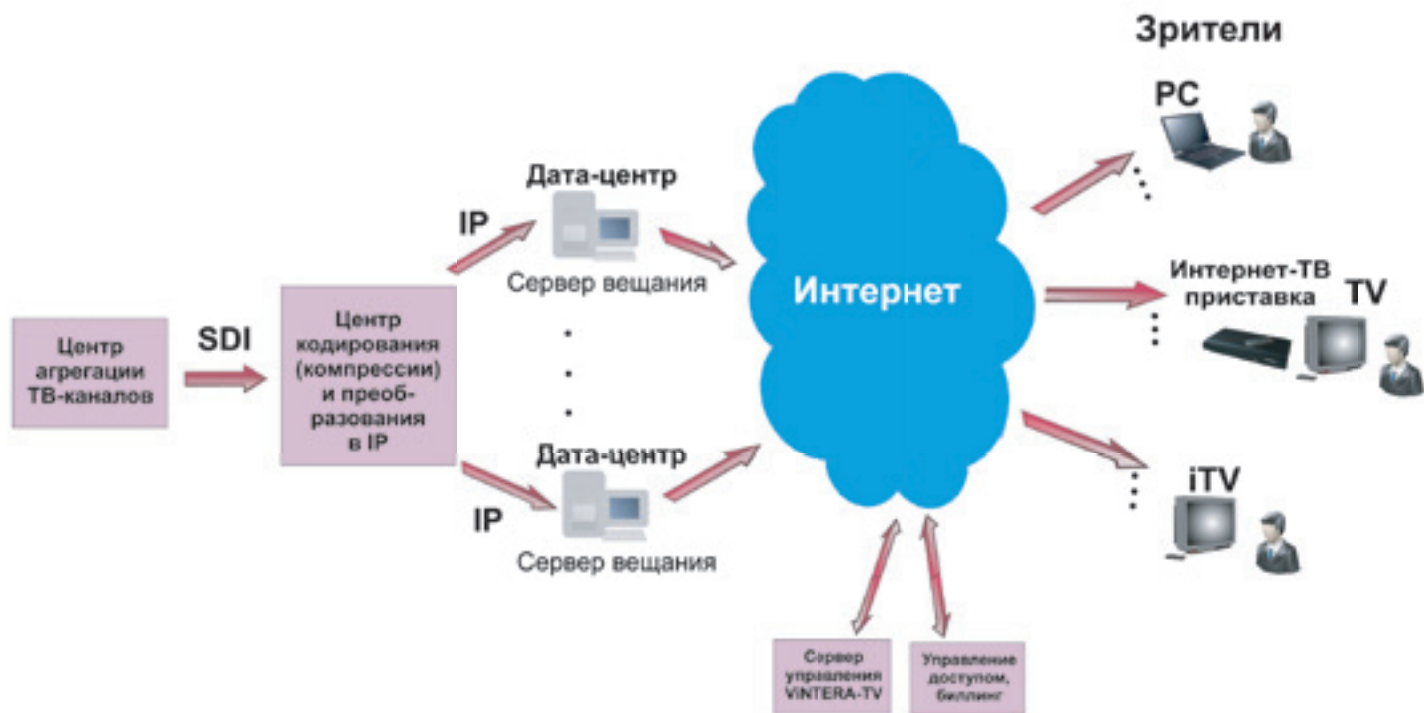 Зрители
PC
Дата-центр
IP
Сервер вещания
Интернет
Интернет-ТВ
приставка
TV
Центр
агрегации
ТВ-каналов
SDI
Центр
кодирования
(компрессии)
и преоб-
разования
в IP
Дата-центр
IP
Сервер вещания
iTV
Сервер
управления
ViNTERA-TV
Управление
доступом,
биллинг